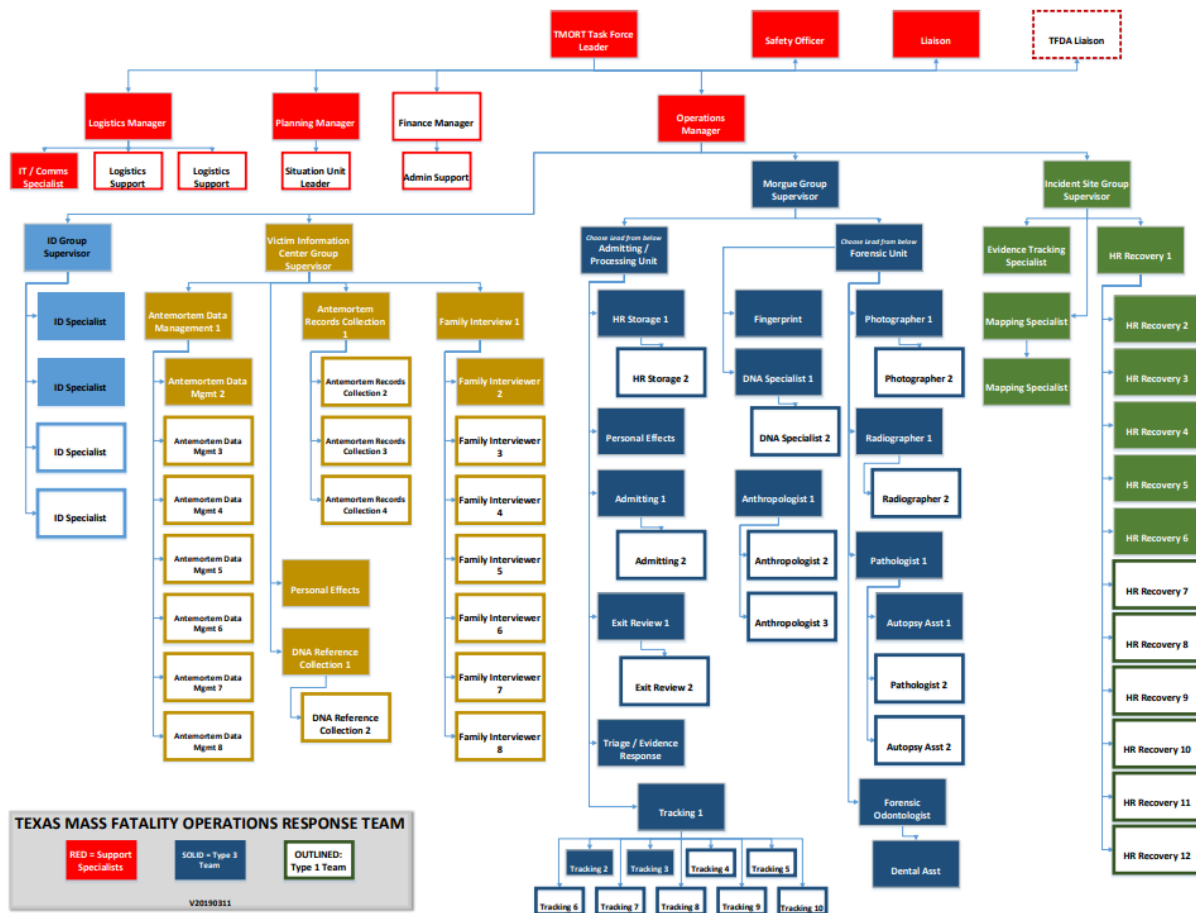 TMORT Task Force
Leader
Safety Officer
Liaison
TFDA Liaison
Logistics Manager
Planning Manager
Finance Manager
Operations
Manager
IT / Comms
Specialist
Logistics
Support
Logistics
Support
Situation Unit
Leader
Admin Support
Morgue Group
Supervisor
Incident Site Group
Supervisor
ID Group
Supervisor
Victim Information
Center Group
Supervisor
Choose Lead from below
Admitting /
Processing Unit
Choose Lead from below
Forensic Unit
Evidence Tracking
Specialist
HR Recovery 1
ID Specialist
ID Specialist
ID Specialist
ID Specialist
Antemortem Data
Management 1
Antemortem
Records Collection
1
Family Interview 1
Antemortem Data
Mgmt 2
Antemortem Data
Mgmt 3
Antemortem Data
Mgmt 4
Antemortem Data
Mgmt 5
Antemortem Data
Mgmt 6
Antemortem Data
Mgmt 7
Antemortem Data
Mgmt 8
Antemortem Records
Collection 2
Antemortem Records
Collection 3
Antemortem Records
Collection 4
Personal Effects
DNA Reference
Collection 1
DNA Reference
Collection 2
Family Interviewer
2
Family Interviewer
3
Family Interviewer
4
Family Interviewer
5
Family Interviewer
6
Family Interviewer
7
Family Interviewer
8
HR Storage 1
HR Storage 2
Personal Effects
Admitting 1
Admitting 2
Exit Review 1
Exit Review 2
Triage / Evidence
Response
Tracking 1
Tracking 2
Tracking 3
Tracking 4
Tracking 5
Tracking 6
Tracking 7
Tracking 8
Tracking 9
Tracking 10
Fingerprint
DNA Specialist 1
DNA Specialist 2
Anthropologist 1
Anthropologist 2
Anthropologist 3
Photographer 1
Photographer 2
Radiographer 1
Radiographer 2
Pathologist 1
Autopsy Asst 1
Pathologist 2
Autopsy Asst 2
Forensic
Odontologist
Dental Asst
Mapping Specialist
Mapping Specialist
HR Recovery 2
HR Recovery 3
HR Recovery 4
HR Recovery 5
HR Recovery 6
HR Recovery 7
HR Recovery 8
HR Recovery 9
HR Recovery 10
HR Recovery 11
HR Recovery 12
TEXAS MASS FATALITY OPERATIONS RESPONSE TEAM
RED = Support
Specialists
SOLID = Type 3
Team
OUTLINED:
Type 1 Team
V20190311